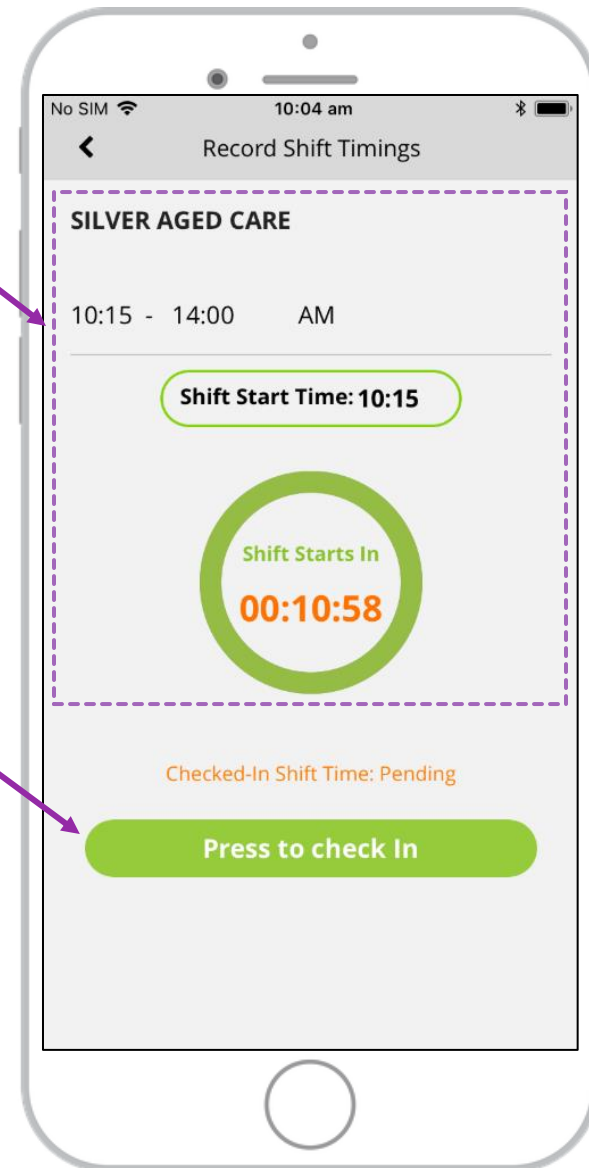 No SIM 10:04 am
Record Shift Timings
SILVER AGED CARE
10:15 - 14:00 AM
Shift Start Time: 10:15
Shift Starts In
00:10:58
Checked-In Shift Time: Pending
Press to check In